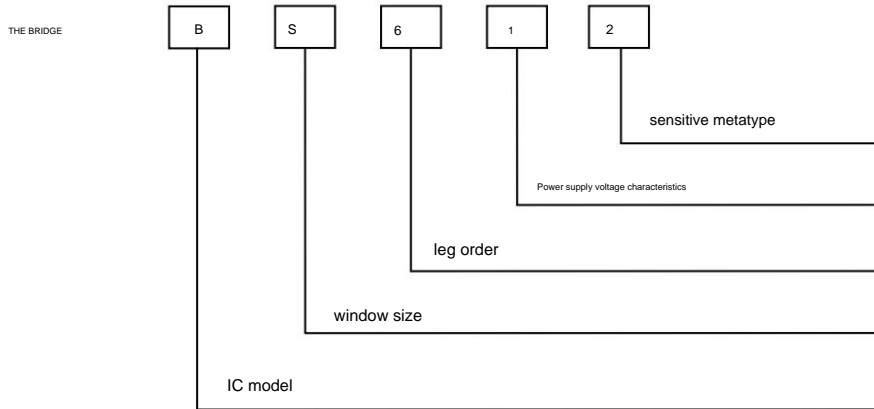 THE BRIDGE B S 6 1 2
sensitive metatype
Power supply voltage characteristics
leg order
window size
IC model